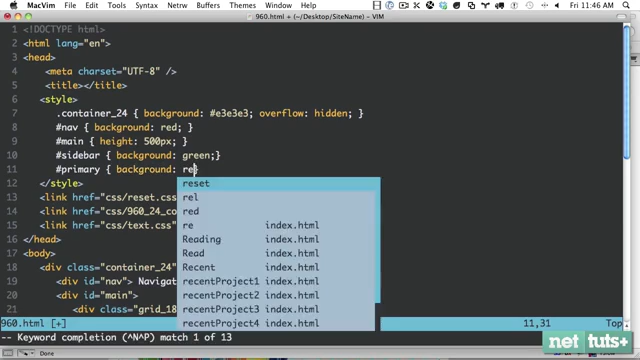 MacVim File Edit Tools Syntax Buffers Window Help
Fri 11:46 AM
960.html + (~/Desktop/SiteName) - VIM
1 <!DOCTYPE html>
2 <html lang="en">
3 <head>
4 <meta charset="UTF-8" />
5 <title></title>
6 <style>
7 .container_24 { background: #e3e3e3; overflow: hidden; }
8 #nav { background: red; }
9 #main { height: 500px; }
10 #sidebar { background: green;}
11 #primary { background: re}
12 </style>
13 <link href="css/reset.c
14 <link href="css/960_24_co
15 <link href="css/text.css"
16 </head>
17 <body>
18 <div class="container_24"
19 <div id="nav"> Navigat
20 <div id="main">
21 <div class="grid_18
reset
rel
red
re index.html
Reading index.html
Read index.html
Recent index.html
recentProject1 index.html
recentProject2 index.html
recentProject3 index.html
recentProject4 index.html
960.html [+] 11,31 Top
-- Keyword completion (^N^P) match 1 of 13
Done
net tuts+